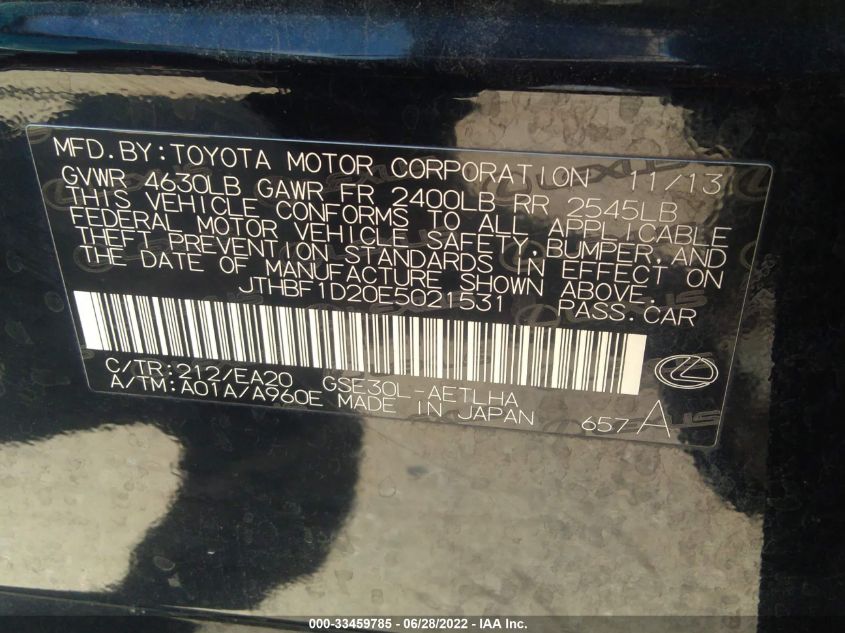 MFD.BY:TOYOTA MOTOR CORPORATION 11/13
GVWR 4630LB GAWR FR 2400LB RR 2545LB
THIS VEHICLE CONFORMS TO ALL APPLICABLE
FEDERAL MOTOR VEHICLE SAFETY,BUMPER,AND
THEFT PREVENTION STANDARDS IN EFFECT ON
THE DATE OF MANUFACTURE SHOWN ABOVE.
JTHBF1D20E5021531 PASS.CAR
C/TR:212/EA20 GSE30L-AETLHA
A/TM:A01A/A960E MADE IN JAPAN 657A
000-33459785 - 06/28/2022 - IAA Inc.